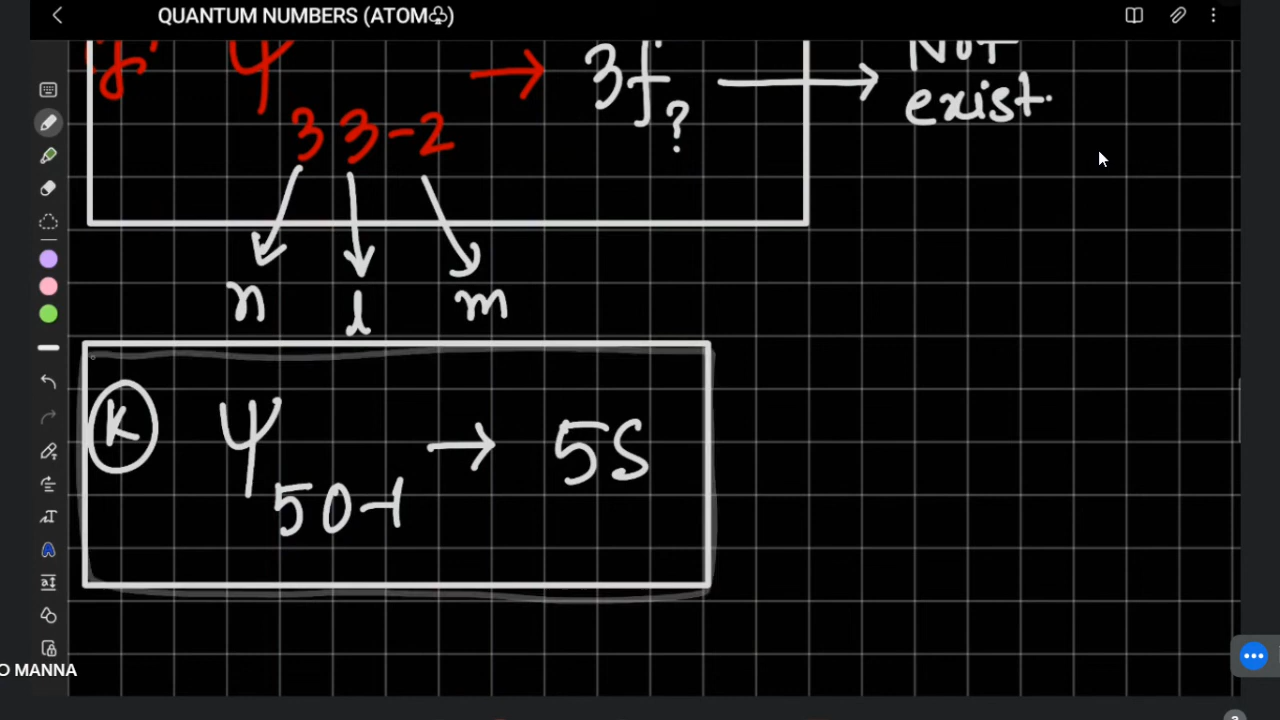 QUANTUM NUMBERS (ATOM♧)
ψ 3 3 -2 → 3f ? → Not
exist.
n l m
K ψ 5 0 -1 → 5S
O MANNA